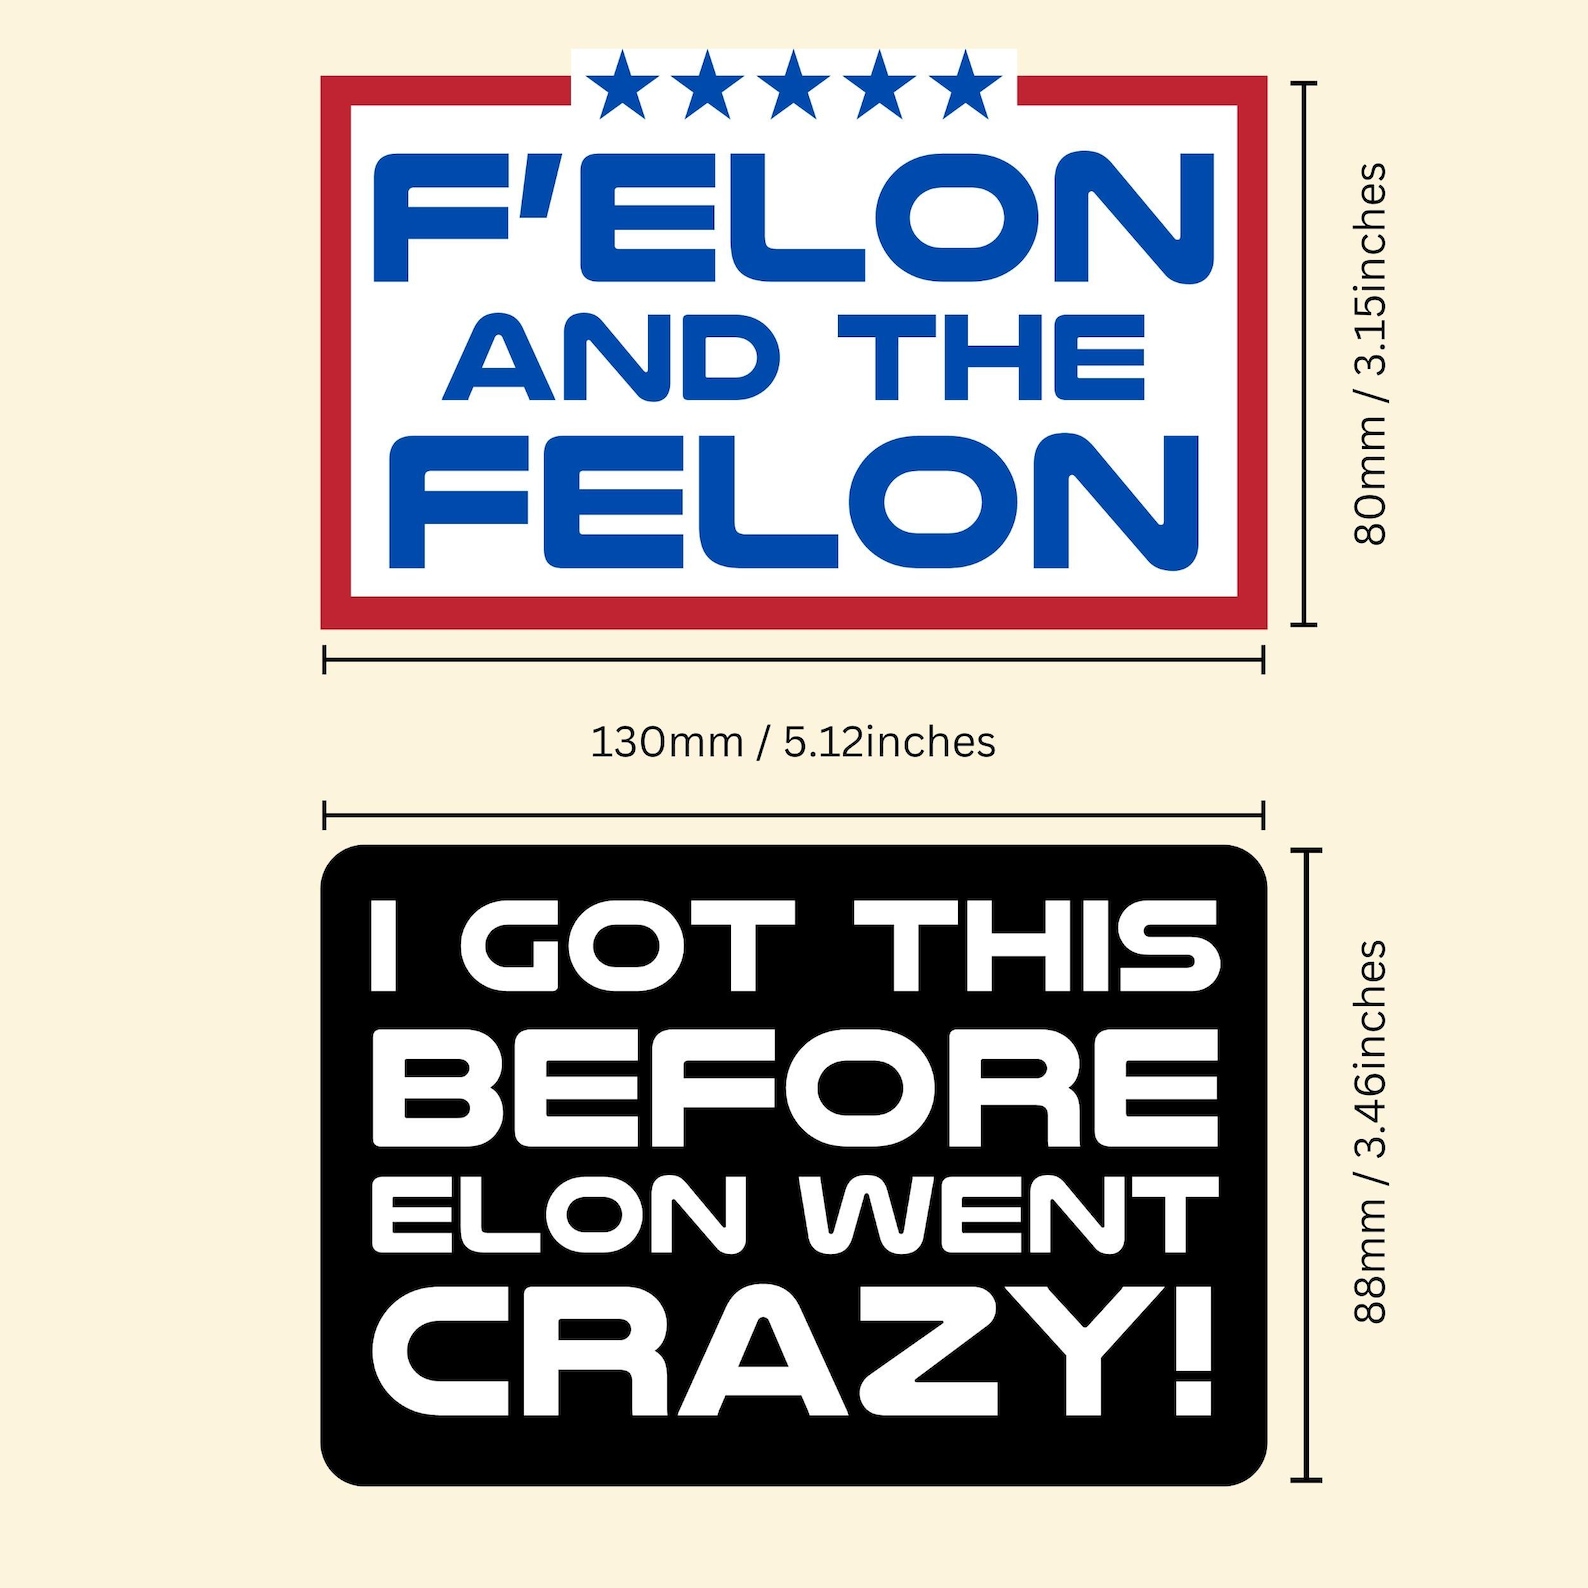 F'ELON
AND THE
FELON
80mm / 3.15inches
130mm / 5.12inches
I GOT THIS
BEFORE
ELON WENT
CRAZY!
88mm / 3.46inches